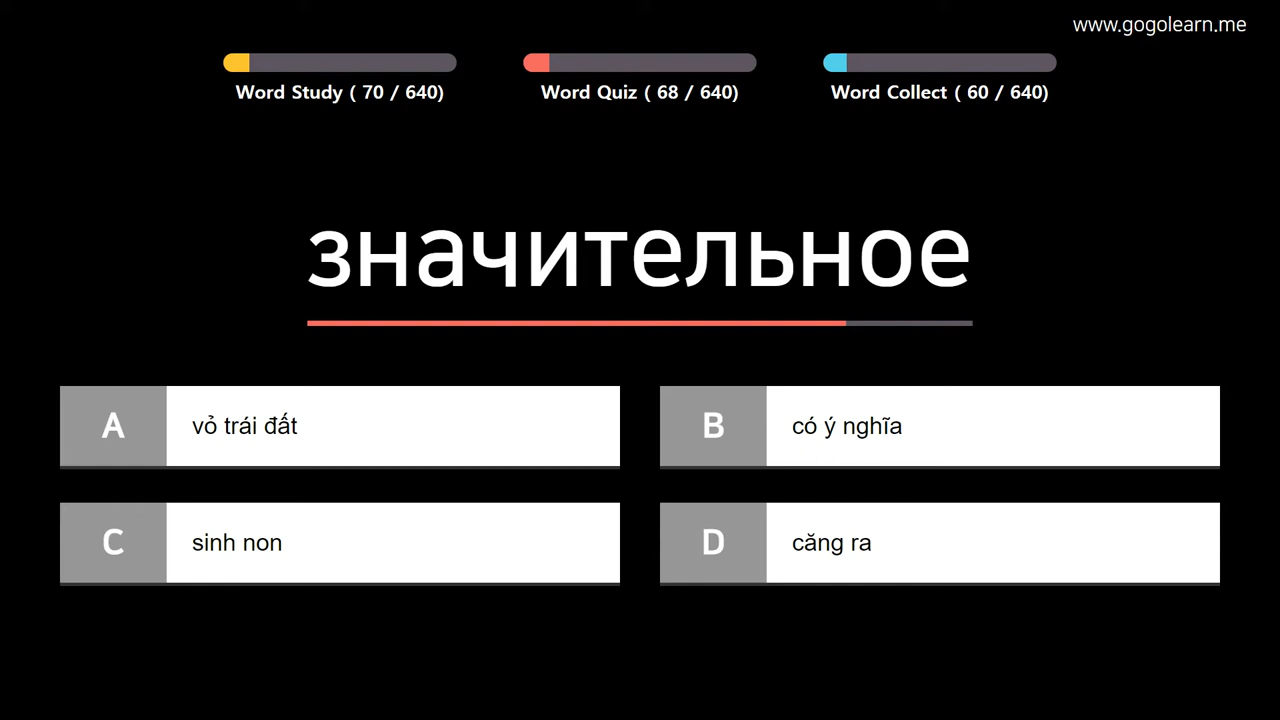 www.gogolearn.me
Word Study ( 70 / 640)
Word Quiz ( 68 / 640)
Word Collect ( 60 / 640)
значительное
A vỏ trái đất
B có ý nghĩa
C sinh non
D căng ra